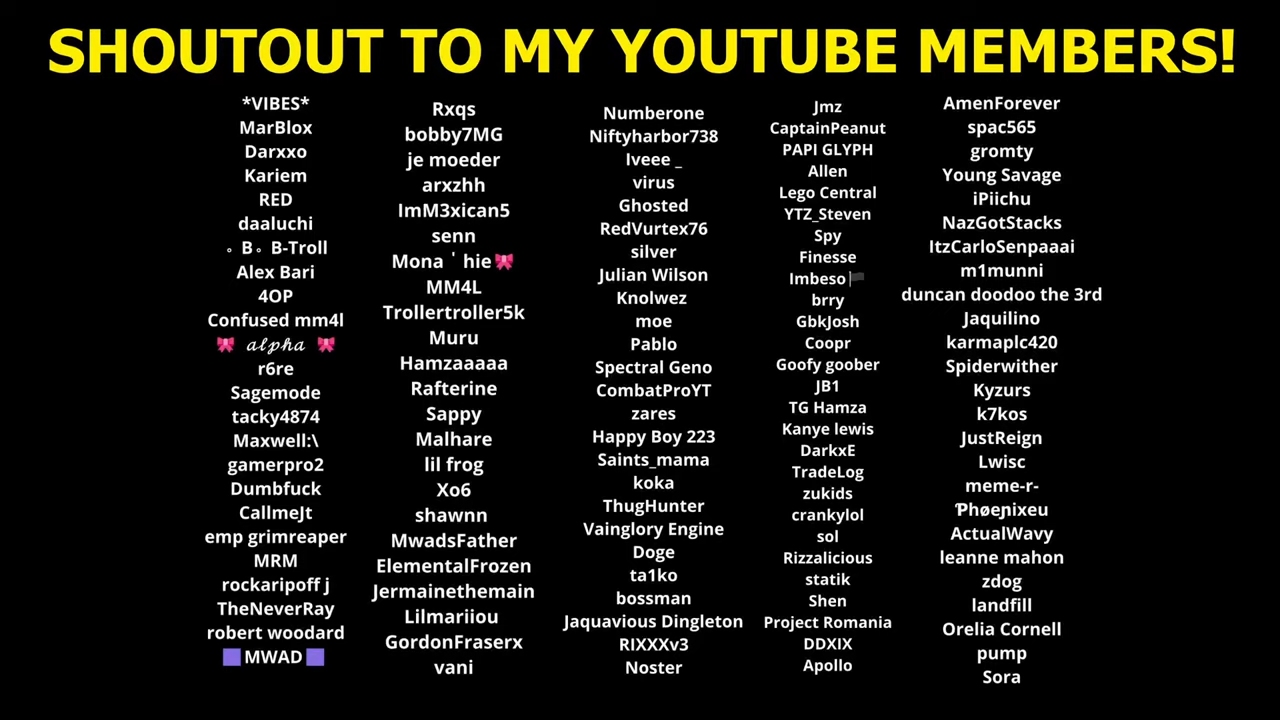 SHOUTOUT TO MY YOUTUBE MEMBERS!
*VIBES*
MarBlox
Darxxo
Kariem
RED
daaluchi
。B。B-Troll
Alex Bari
4OP
Confused mm4l
🎀 𝓪𝓵𝓹𝓱𝓪 🎀
r6re
Sagemode
tacky4874
Maxwell:\
gamerpro2
Dumbfuck
CallmeJt
emp grimreaper
MRM
rockaripoff j
TheNeverRay
robert woodard
🟪MWAD🟪
Rxqs
bobby7MG
je moeder
arxzhh
ImM3xican5
senn
Mona ' hie🎀
MM4L
Trollertroller5k
Muru
Hamzaaaaa
Rafterine
Sappy
Malhare
lil frog
Xo6
shawnn
MwadsFather
ElementalFrozen
Jermainethemain
Lilmariiou
GordonFraserx
vani
Numberone
Niftyharbor738
Iveee _
virus
Ghosted
RedVurtex76
silver
Julian Wilson
Knolwez
moe
Pablo
Spectral Geno
CombatProYT
zares
Happy Boy 223
Saints_mama
koka
ThugHunter
Vainglory Engine
Doge
ta1ko
bossman
Jaquavious Dingleton
RIXXXv3
Noster
Jmz
CaptainPeanut
PAPI GLYPH
Allen
Lego Central
YTZ_Steven
Spy
Finesse
Imbeso🏴
brry
GbkJosh
Coopr
Goofy goober
JB1
TG Hamza
Kanye lewis
DarkxE
TradeLog
zukids
crankylol
sol
Rizzalicious
statik
Shen
Project Romania
DDXIX
Apollo
AmenForever
spac565
gromty
Young Savage
iPiichu
NazGotStacks
ItzCarloSenpaaai
m1munni
duncan doodoo the 3rd
Jaquilino
karmaplc420
Spiderwither
Kyzurs
k7kos
JustReign
Lwisc
meme-r-
Ƥhøeɲixeu
ActualWavy
leanne mahon
zdog
landfill
Orelia Cornell
pump
Sora